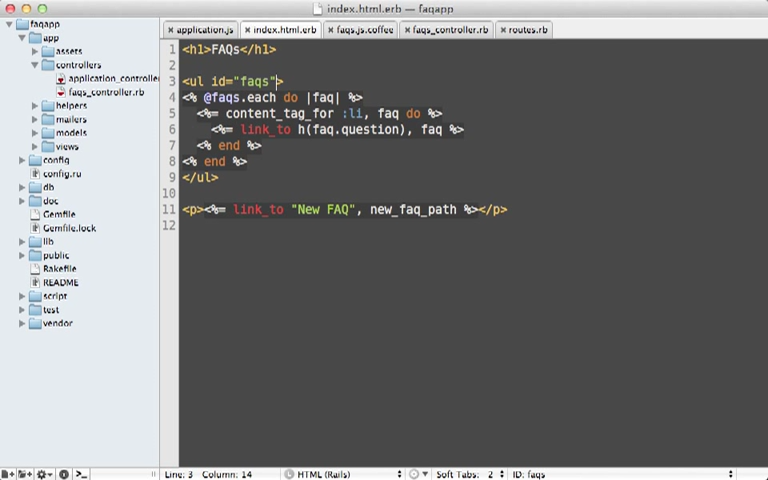 index.html.erb — faqapp
faqapp
app
assets
controllers
application_controlle
faqs_controller.rb
helpers
mailers
models
views
config
config.ru
db
doc
Gemfile
Gemfile.lock
lib
public
Rakefile
README
script
test
vendor
application.js
index.html.erb
faqs.js.coffee
faqs_controller.rb
routes.rb
1 <h1>FAQs</h1>
2
3 <ul id="faqs">
4 <% @faqs.each do |faq| %>
5 <%= content_tag_for :li, faq do %>
6 <%= link_to h(faq.question), faq %>
7 <% end %>
8 <% end %>
9 </ul>
10
11 <p><%= link_to "New FAQ", new_faq_path %></p>
12
Line: 3 Column: 14 HTML (Rails) Soft Tabs: 2 ID: faqs